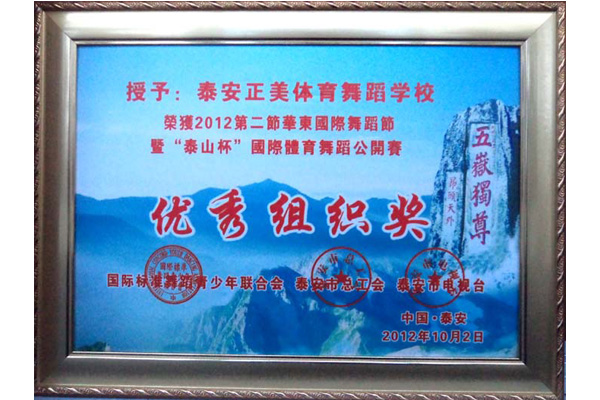 授予：泰安正美体育舞蹈学校
榮獲2012第二節華東國際舞蹈節
暨“泰山杯”國際體育舞蹈公開賽
优秀组织奖
五嶽獨尊
昂頭天外
国际标准舞蹈青少年联合会 泰安市总工会 泰安市电视台
中国·泰安
2012年10月2日